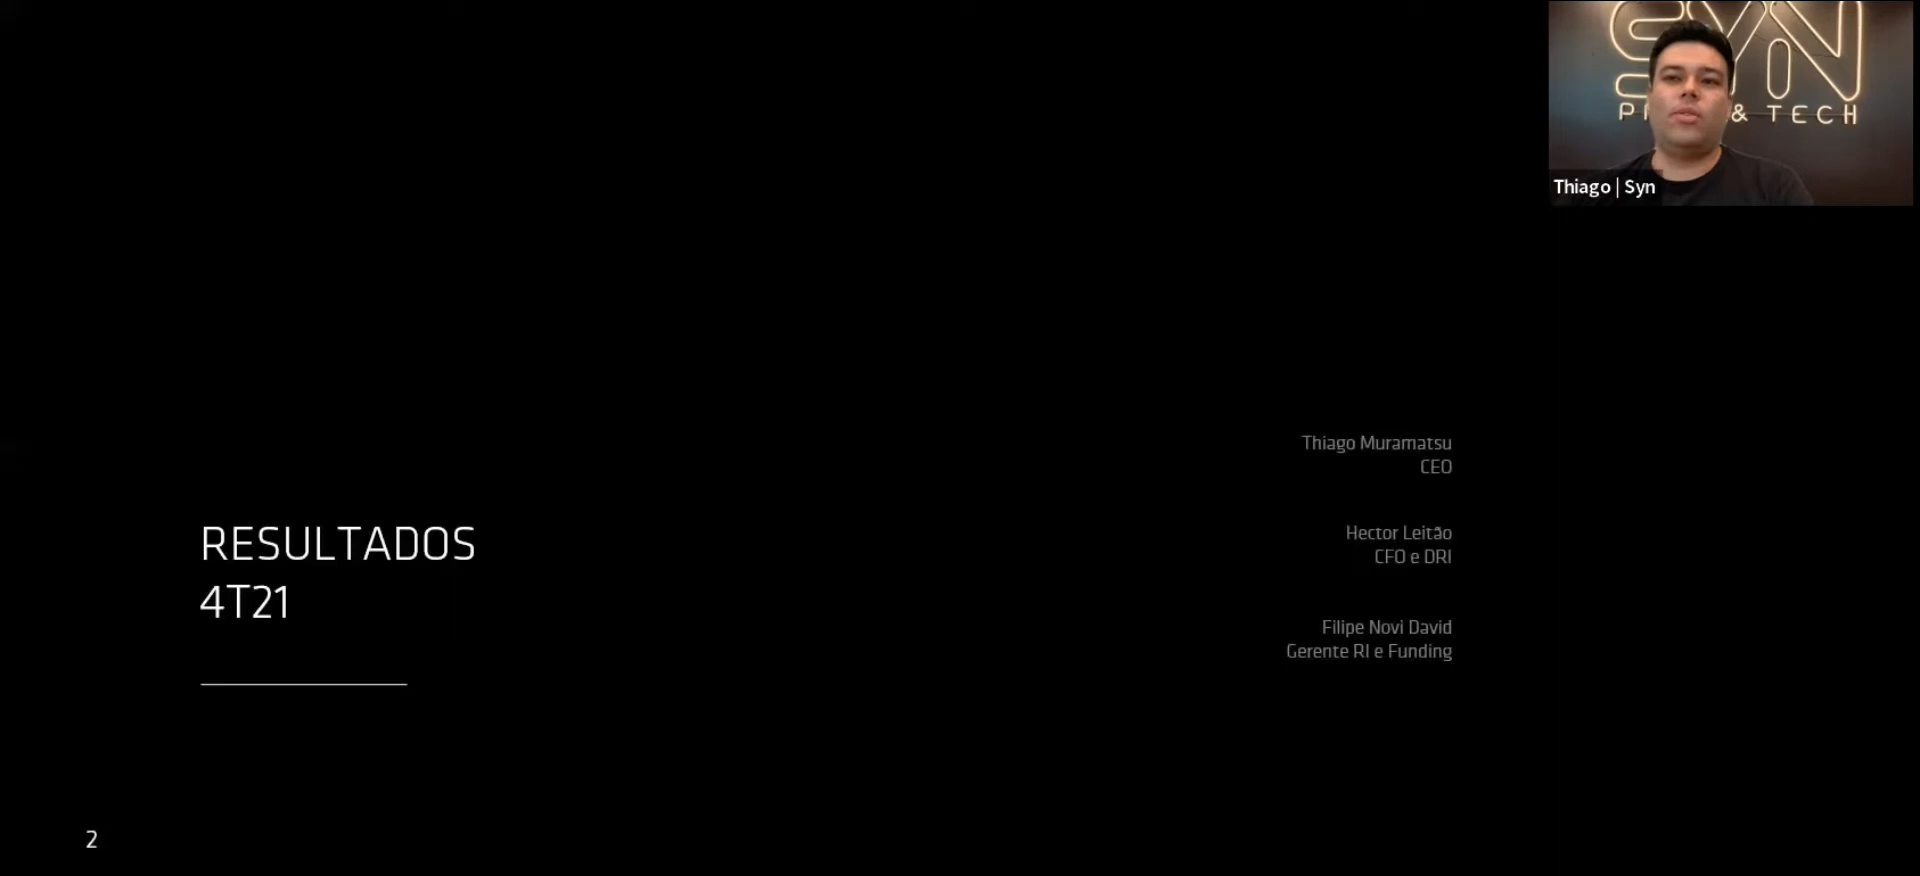 SYN
& TECH
Thiago | Syn
Thiago Muramatsu
CEO
Hector Leitão
CFO e DRI
RESULTADOS
4T21
Filipe Novi David
Gerente RI e Funding
2